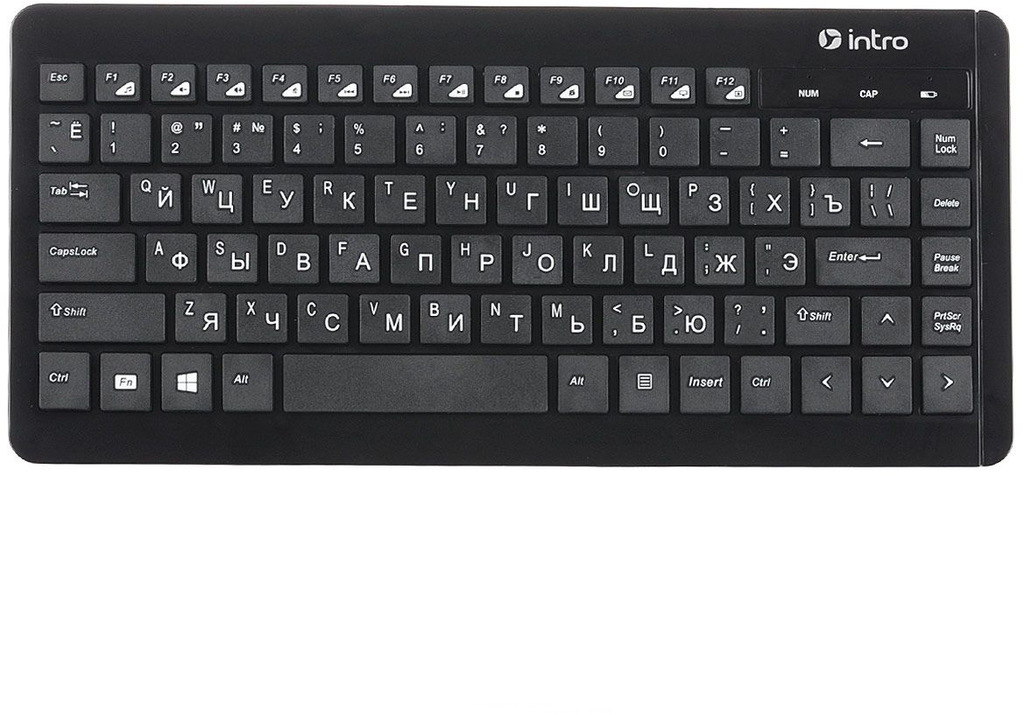 intro
Esc F1 F2 F3 F4 F5 F6 F7 F8 F9 F10 F11 F12 NUM CAP
~ Ё ! @ ” # № $ ; % ^ : & ? * ( ) – +
\ 1 2 3 4 5 6 7 8 9 0 – = ← Num Lock
Tab Q Й W Ц E У R К T Е Y Н U Г I Ш O Щ P З { [ Х } ] Ъ ¦ / \ \ Delete
CapsLock A Ф S Ы D В F А G П H Р J О K Л L Д : ; Ж " ' Э Enter Pause Break
Shift Z Я X Ч C С V М B И N Т M Ь < , Б > . Ю ? , / . Shift PrtScr SysRq
Ctrl Fn Alt Alt Insert Ctrl